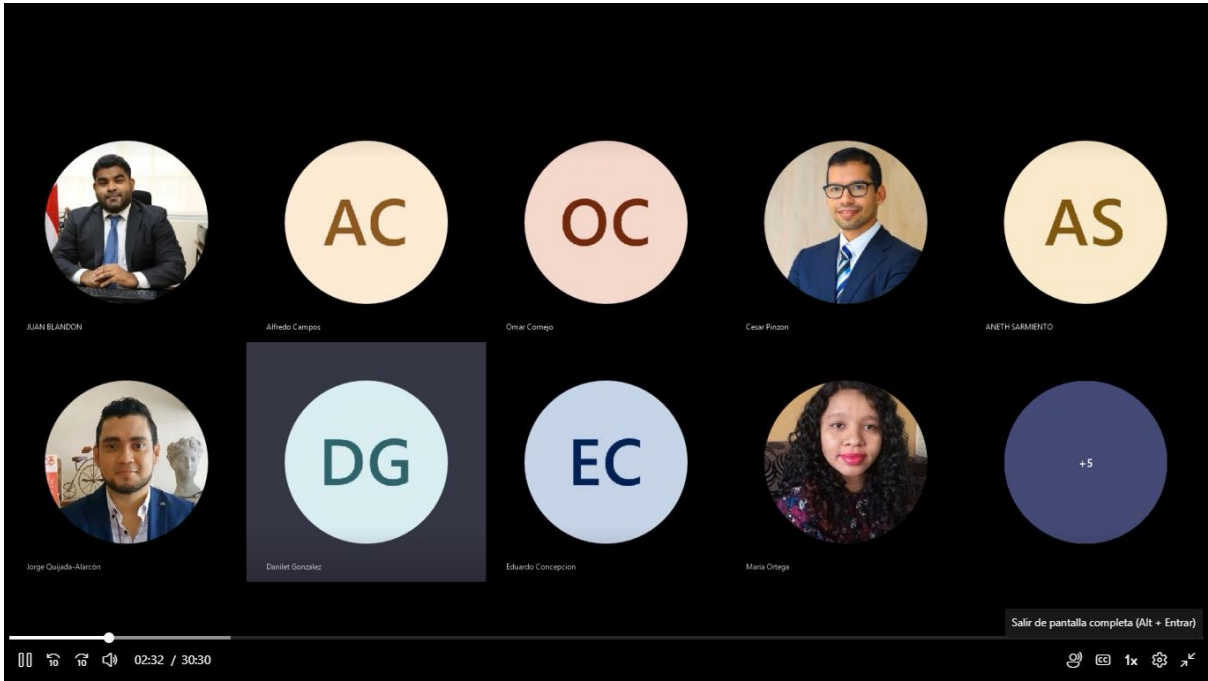 AC
OC
AS
JUAN BLANDON
Alfredo Campos
Omar Cornejo
Cesar Pinzon
ANETH SARMIENTO
DG
EC
+5
Jorge Quijada-Alarcón
Danilet Gonzalez
Eduardo Concepcion
Maria Ortega
Salir de pantalla completa (Alt + Entrar)
10
10
02:32 / 30:30
CC
1x